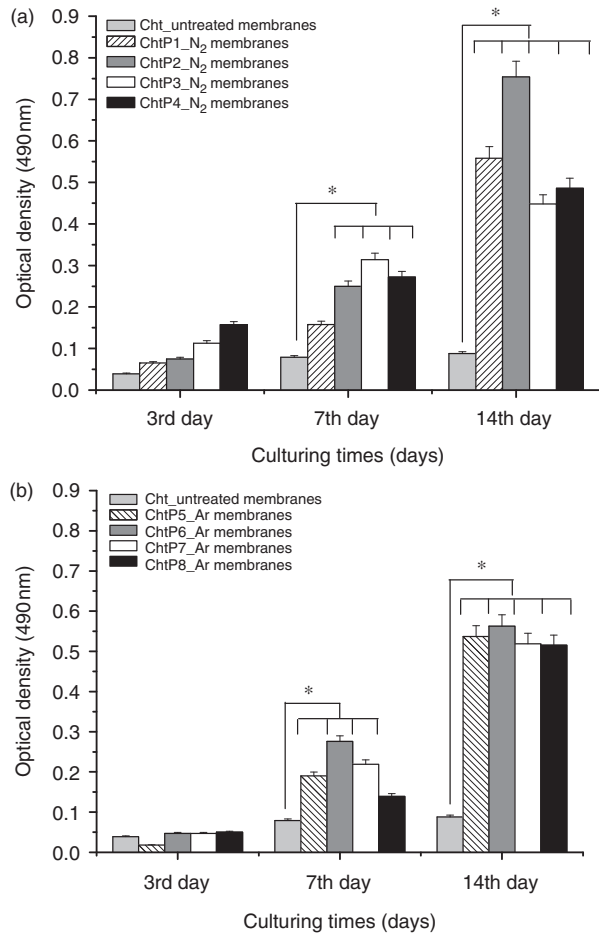 (a)
0.9
0.8
0.7
0.6
0.5
0.4
0.3
0.2
0.1
0.0
Optical density (490nm)
Cht_untreated membranes
ChtP1_N₂ membranes
ChtP2_N₂ membranes
ChtP3_N₂ membranes
ChtP4_N₂ membranes
*
*
3rd day 7th day 14th day
Culturing times (days)
(b)
0.9
0.8
0.7
0.6
0.5
0.4
0.3
0.2
0.1
0.0
Optical density (490nm)
Cht_untreated membranes
ChtP5_Ar membranes
ChtP6_Ar membranes
ChtP7_Ar membranes
ChtP8_Ar membranes
*
*
3rd day 7th day 14th day
Culturing times (days)